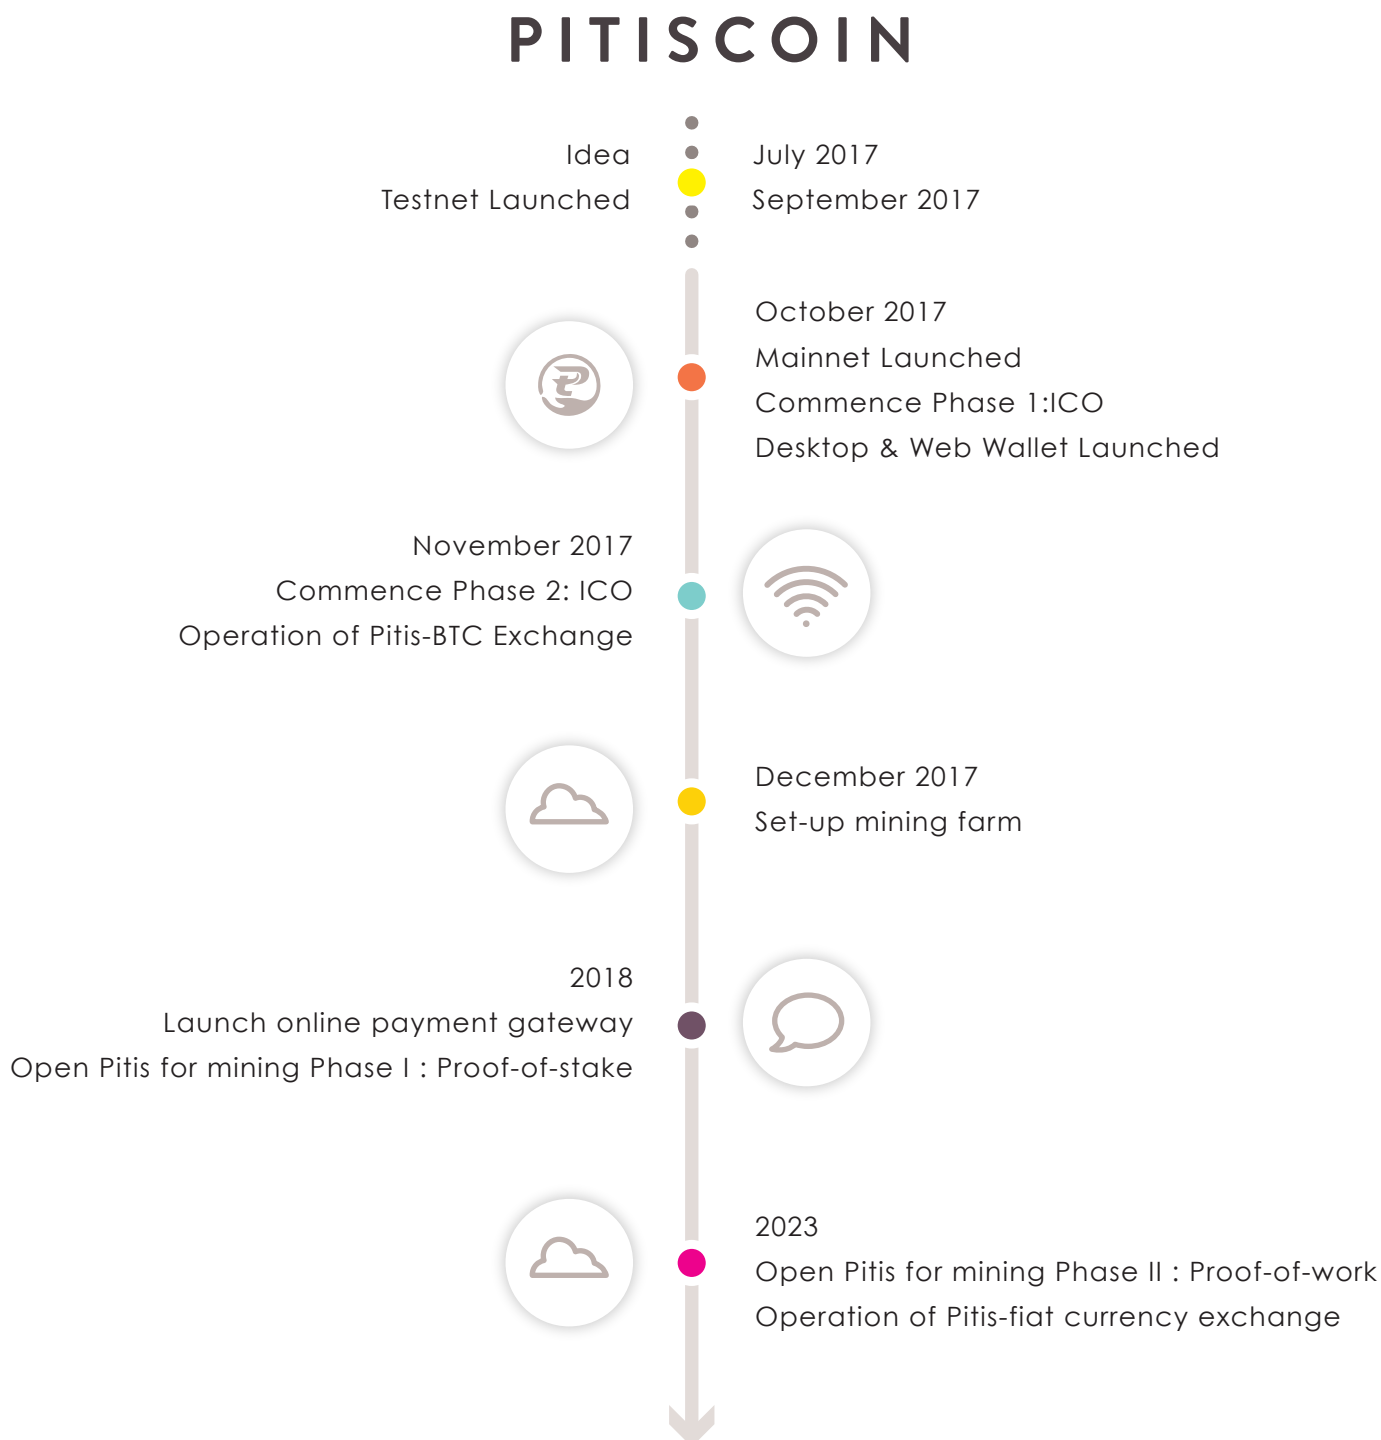 PITISCOIN
Idea
July 2017
Testnet Launched
September 2017
October 2017
Mainnet Launched
Commence Phase 1:ICO
Desktop & Web Wallet Launched
November 2017
Commence Phase 2: ICO
Operation of Pitis-BTC Exchange
December 2017
Set-up mining farm
2018
Launch online payment gateway
Open Pitis for mining Phase I : Proof-of-stake
2023
Open Pitis for mining Phase II : Proof-of-work
Operation of Pitis-fiat currency exchange